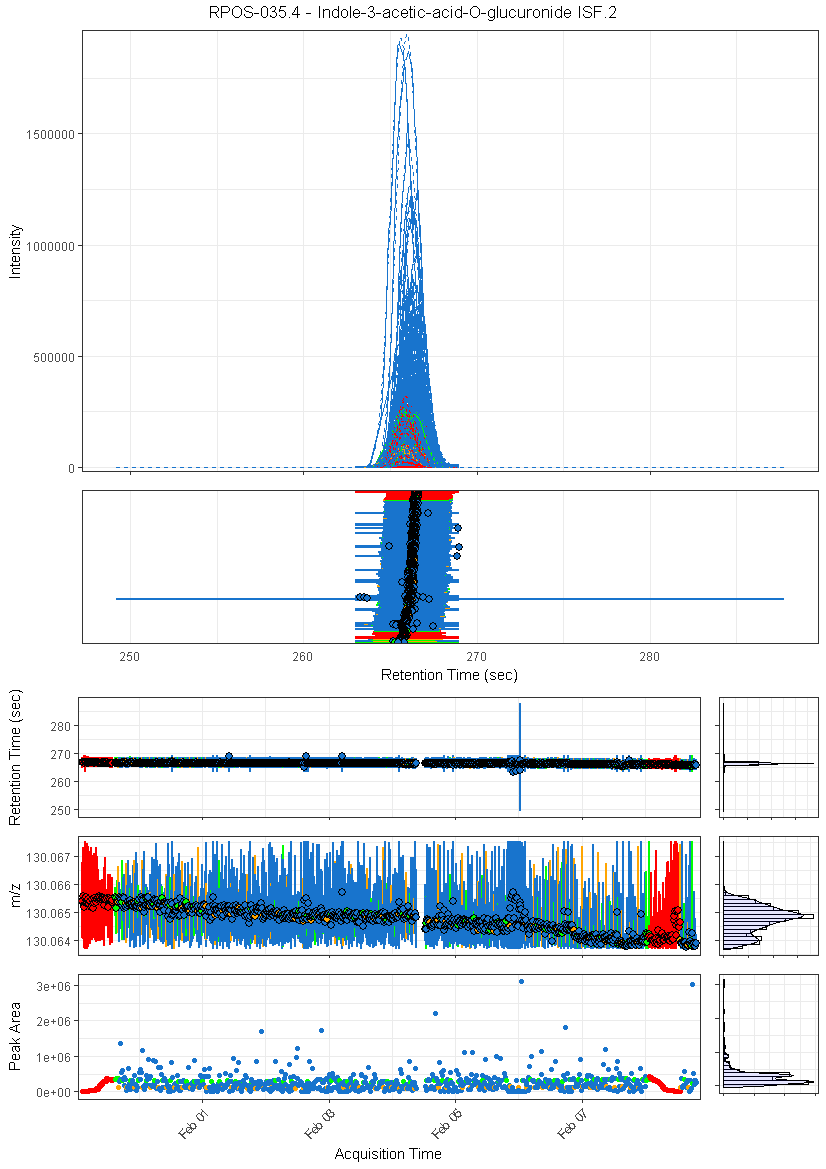 RPOS-035.4 - Indole-3-acetic-acid-O-glucuronide ISF.2
Intensity
1500000
1000000
500000
0
250
260
270
280
Retention Time (sec)
Retention Time (sec)
280
270
260
250
m/z
130.067
130.066
130.065
130.064
Peak Area
3e+06
2e+06
1e+06
0e+00
Feb 01
Feb 03
Feb 05
Feb 07
Acquisition Time